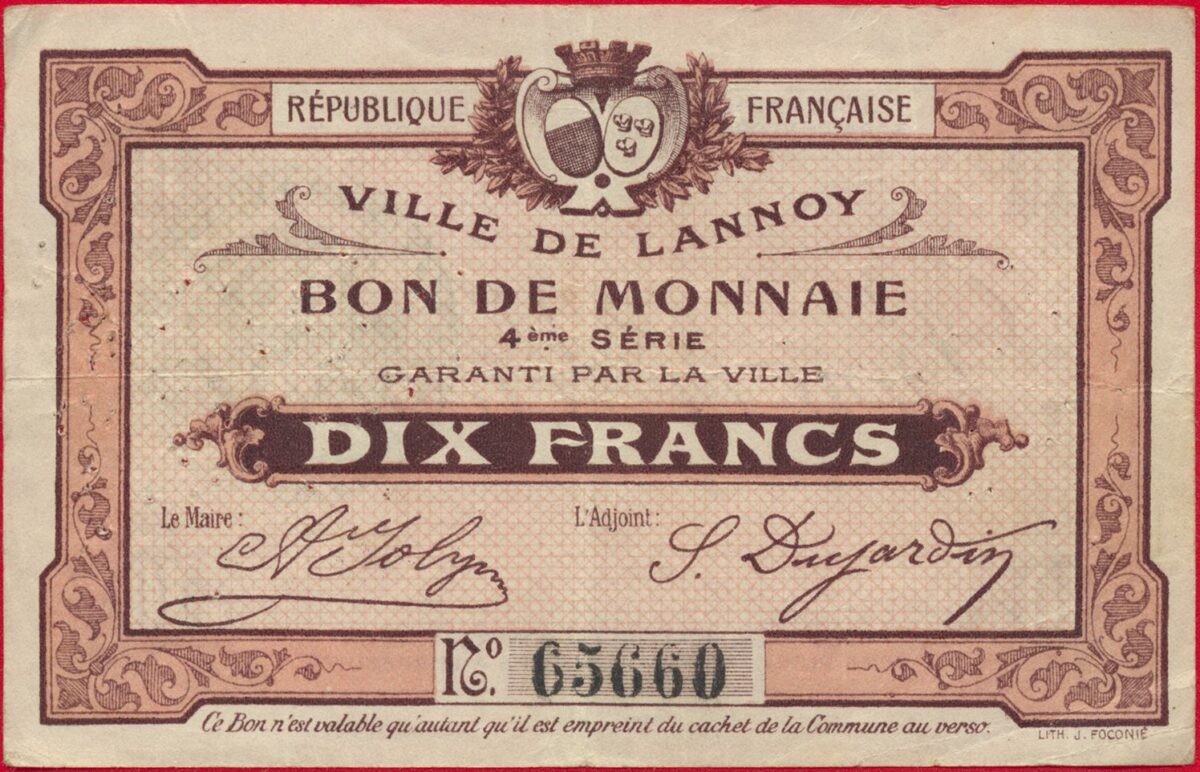 RÉPUBLIQUE FRANÇAISE
VILLE DE LANNOY
BON DE MONNAIE
4ème SÉRIE
GARANTI PAR LA VILLE
DIX FRANCS
Le Maire : L'Adjoint :
S. Dujardin
No. 65660
Ce Bon n'est valable qu'autant qu'il est empreint du cachet de la Commune au verso.
LITH. J. FOCONIÉ